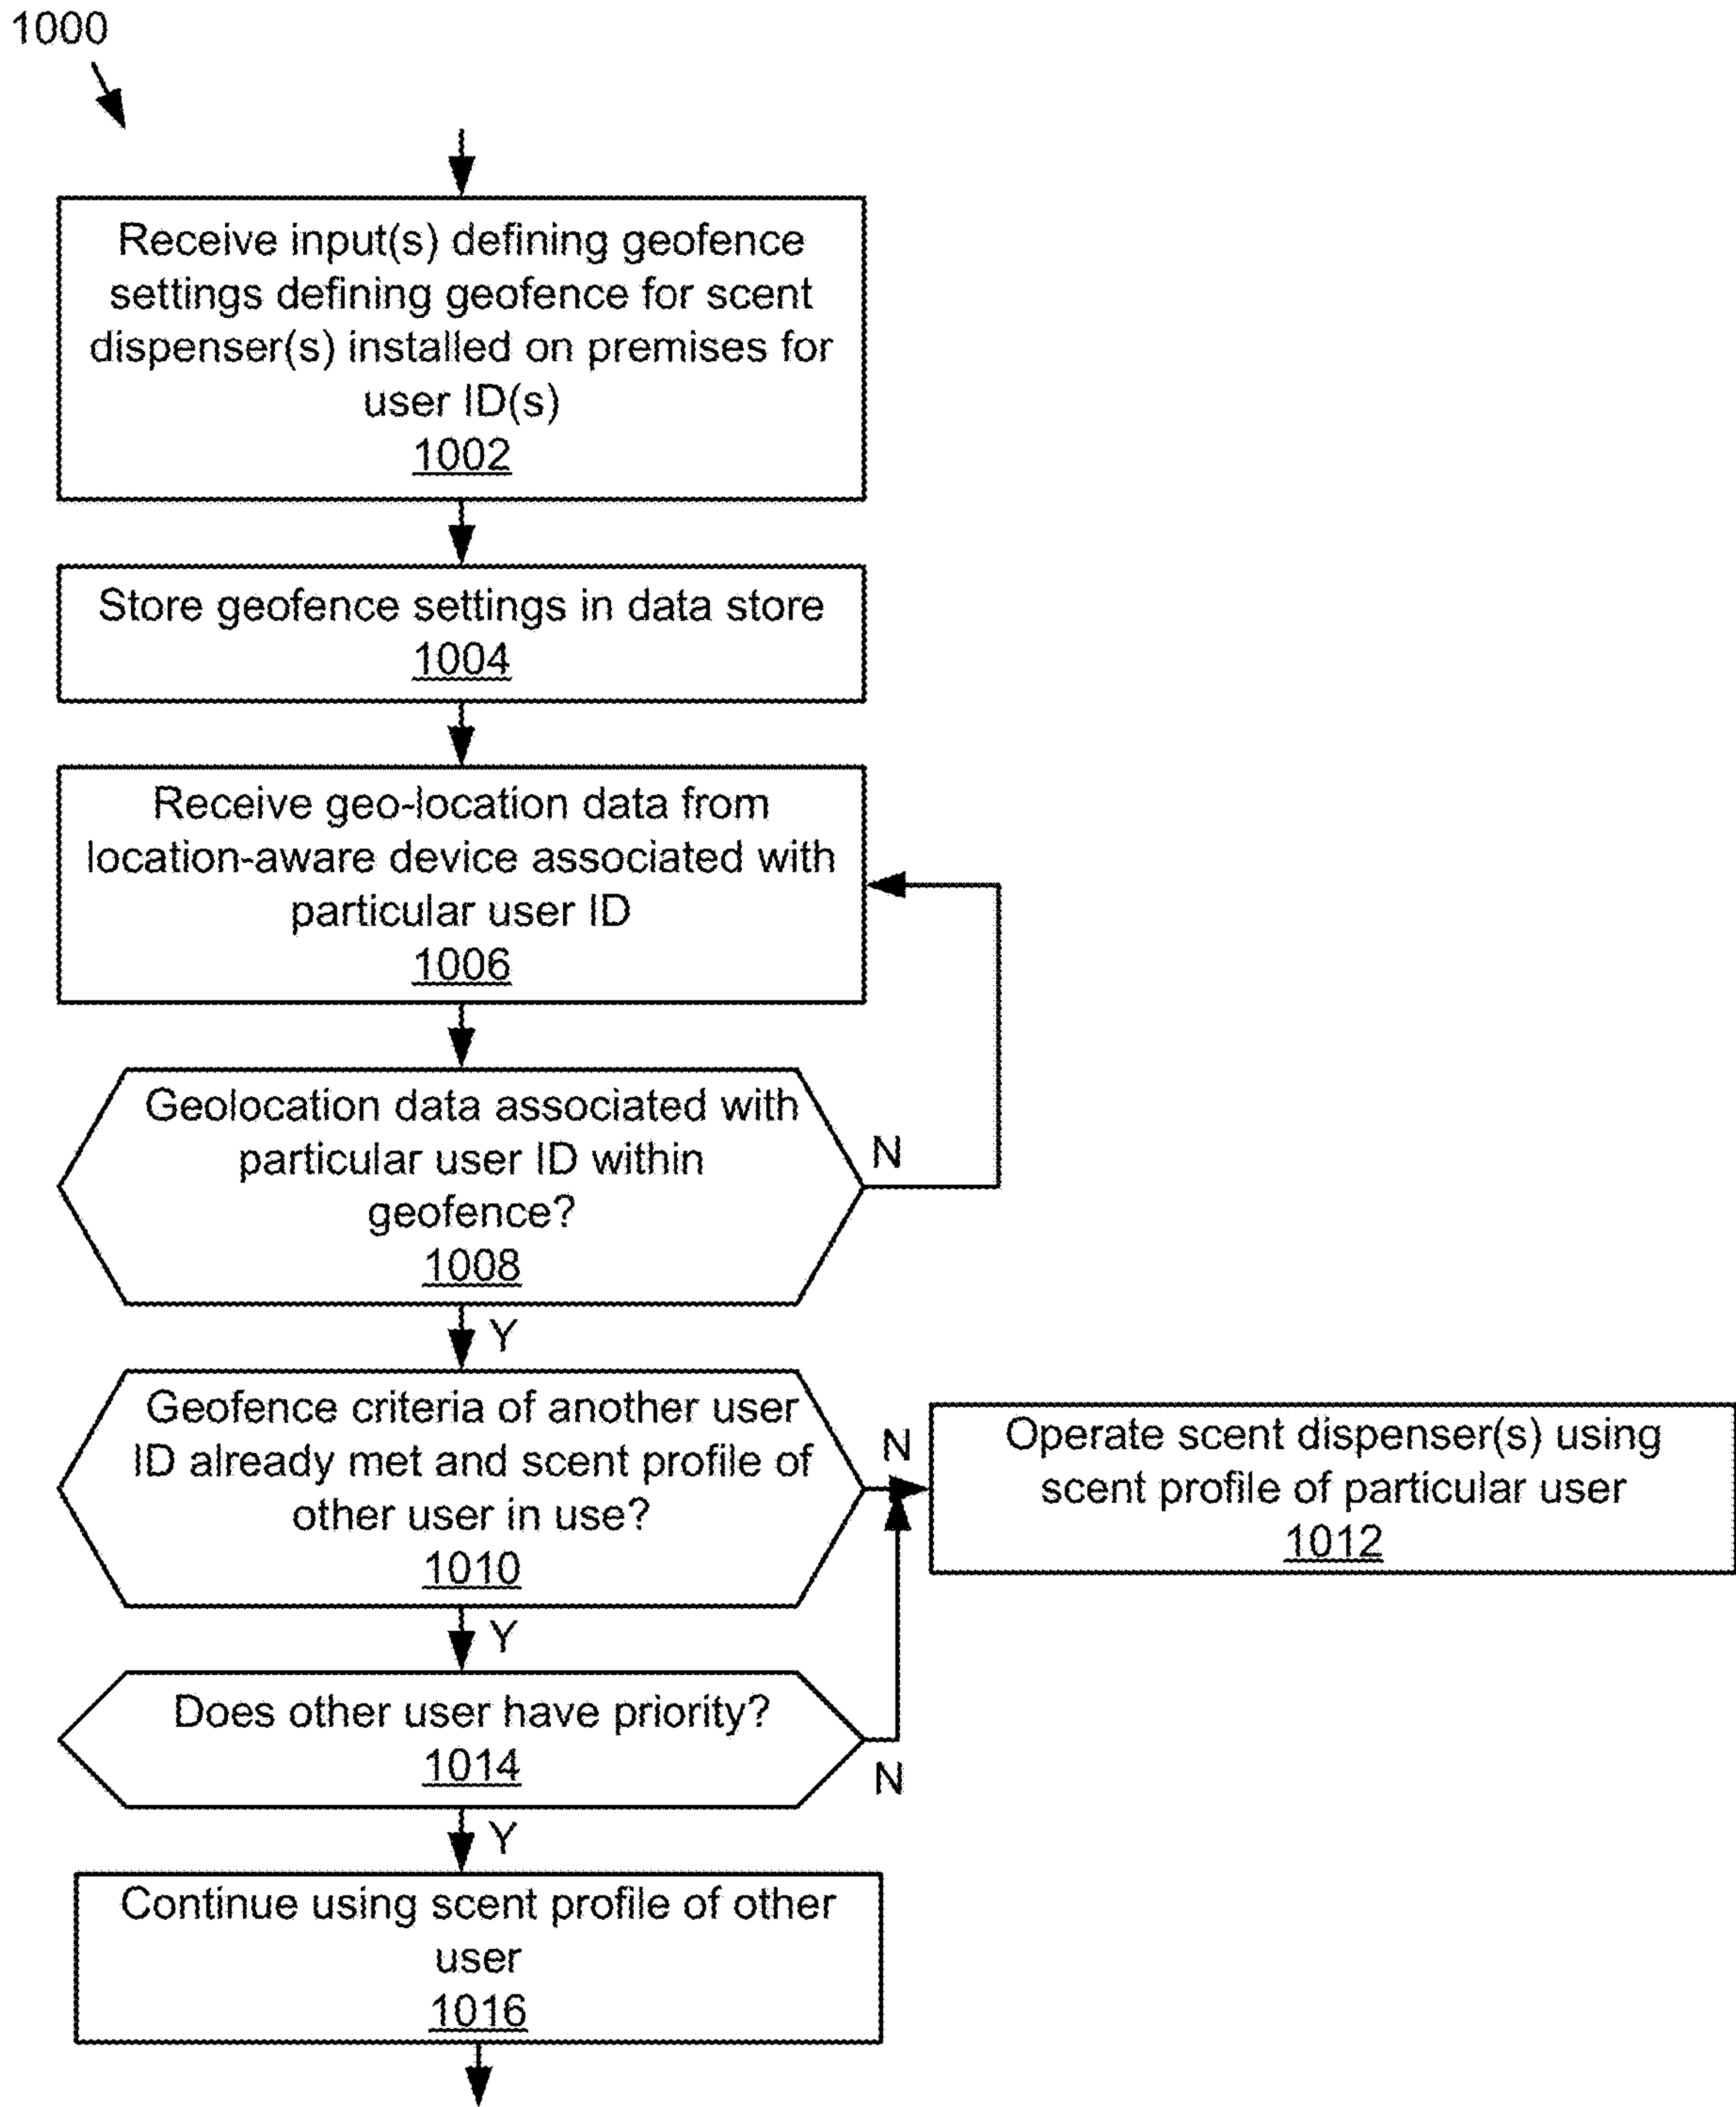 1000
Receive input(s) defining geofence
settings defining geofence for scent
dispenser(s) installed on premises for
user ID(s)
1002
Store geofence settings in data store
1004
Receive geo-location data from
location-aware device associated with
particular user ID
1006
Geolocation data associated with
particular user ID within
geofence?
1008
N
Y
Geofence criteria of another user
ID already met and scent profile of
other user in use?
1010
N
Operate scent dispenser(s) using
scent profile of particular user
1012
Y
Does other user have priority?
1014
N
Y
Continue using scent profile of other
user
1016